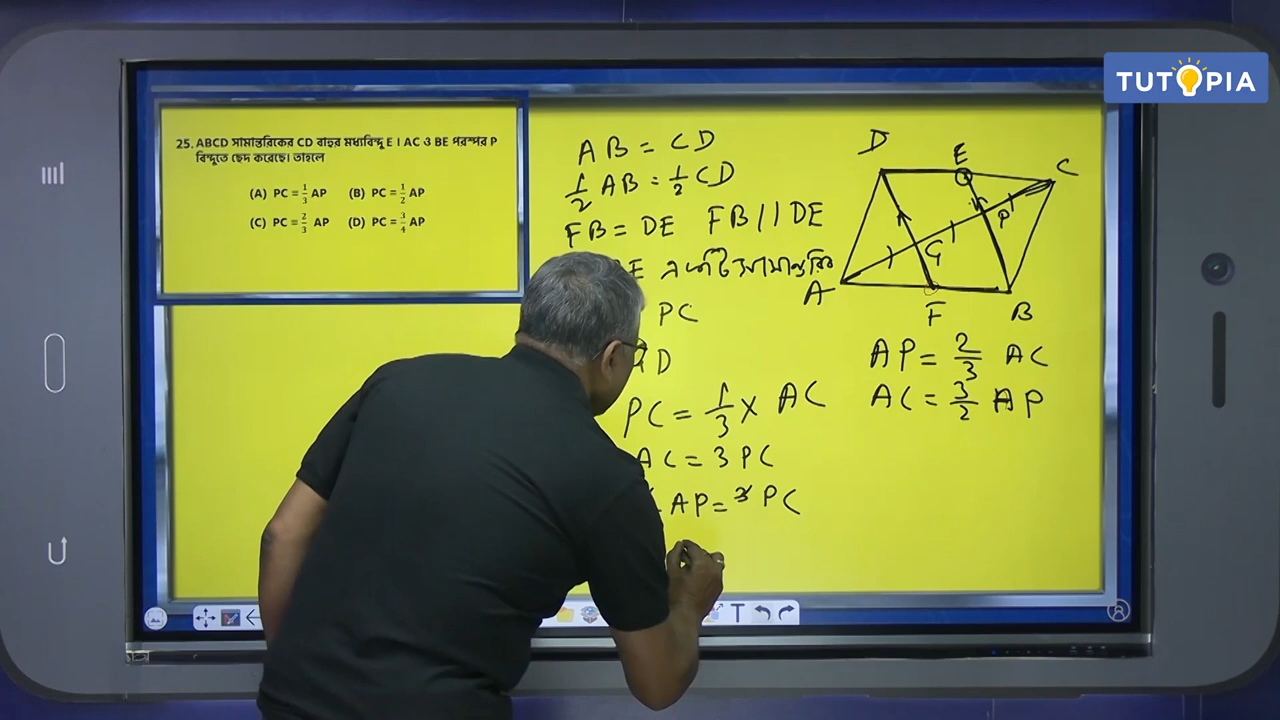 TUTOPIA
25. ABCD সামান্তরিকের CD বাহুর মধ্যবিন্দু E । AC ও BE পরস্পর P
বিন্দুতে ছেদ করেছে। তাহলে
(A) PC = 1/3 AP (B) PC = 1/2 AP
(C) PC = 2/3 AP (D) PC = 3/4 AP
AB = CD
1/2 AB = 1/2 CD
FB = DE FB // DE
E একটি সামান্তরিক
PC
D
PC = 1/3 × AC
AC = 3 PC
AP = 3 PC
D
E
C
P
G
A
F
B
AP = 2/3 AC
AC = 3/2 AP
T